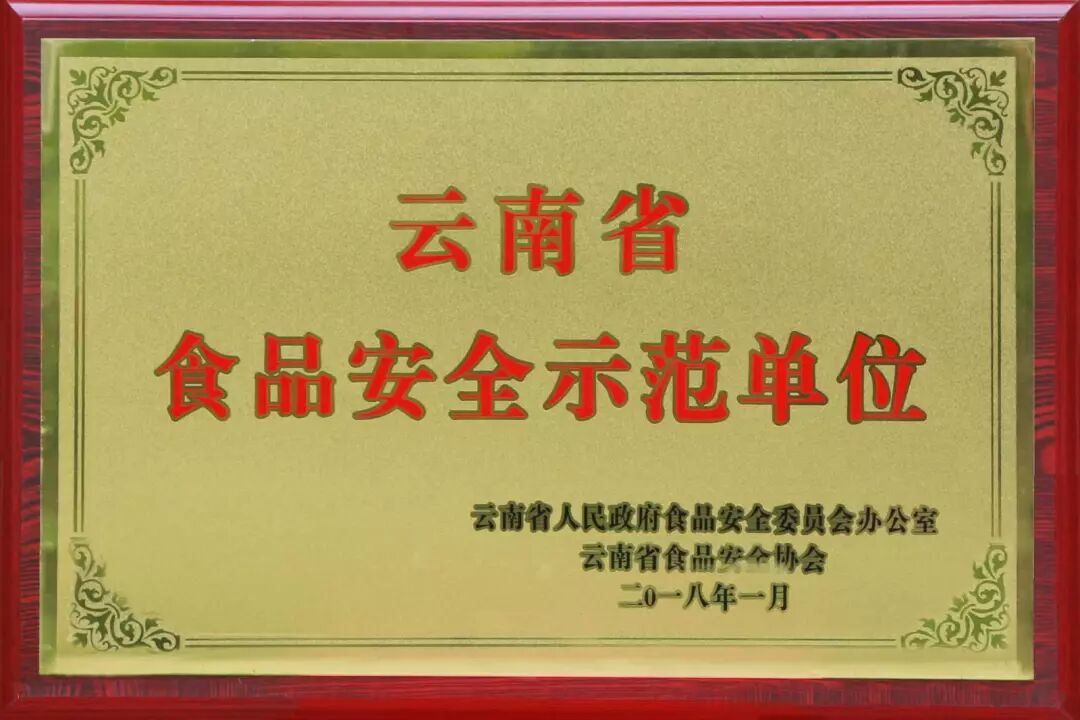 云南省
食品安全示范单位
云南省人民政府食品安全委员会办公室
云南省食品安全协会
二0一八年一月